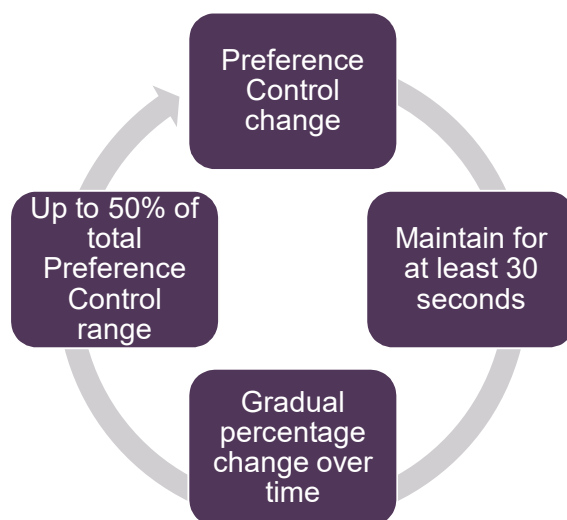 Preference
Control
change
Maintain for
at least 30
seconds
Gradual
percentage
change over
time
Up to 50% of
total
Preference
Control
range